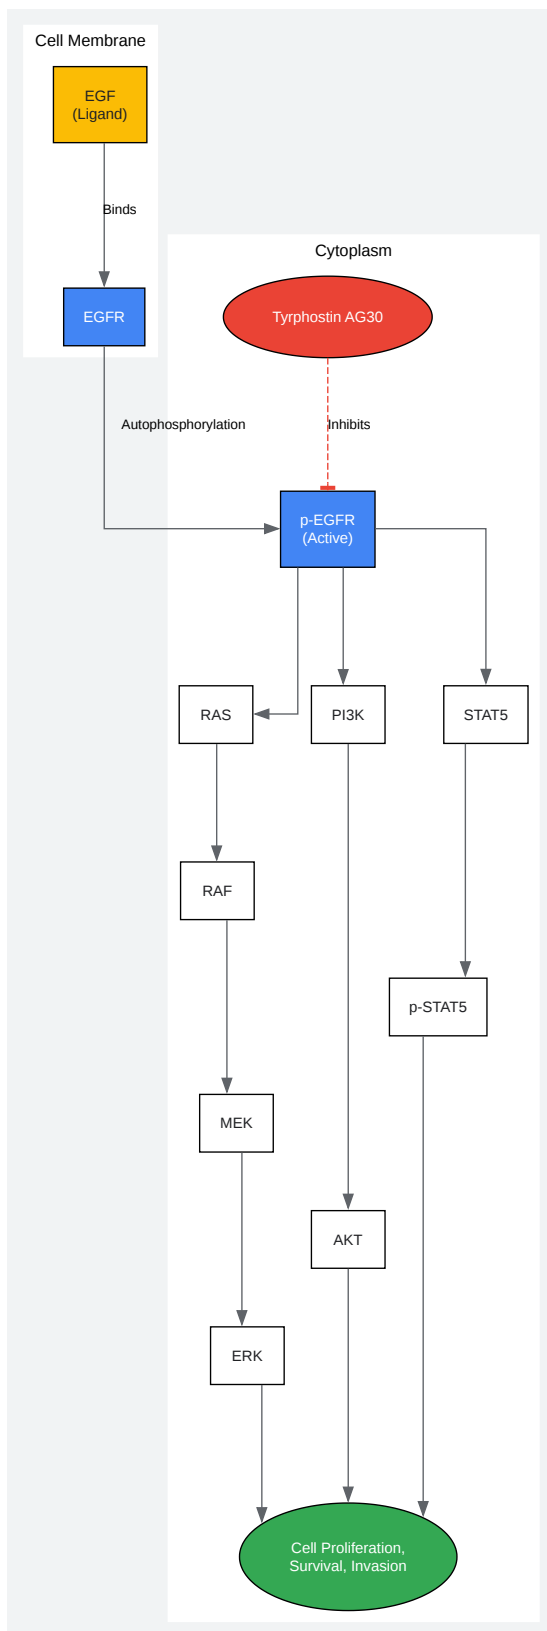 Cell Membrane
EGF
(Ligand)
Binds
Cytoplasm
EGFR
Tyrphostin AG30
Autophosphorylation
Inhibits
p-EGFR
(Active)
RAS
PI3K
STAT5
RAF
p-STAT5
MEK
AKT
ERK
Cell Proliferation,
Survival, Invasion